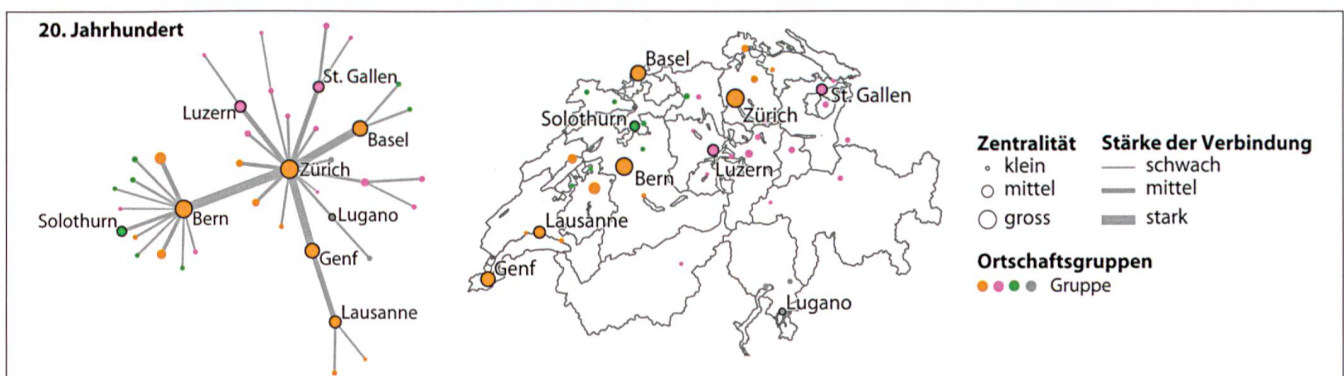 20. Jahrhundert
St. Gallen
Luzern
Basel
Zürich
Solothurn
Bern
Lugano
Genf
Lausanne
Basel
St. Gallen
Zürich
Solothurn
Luzern
Bern
Lausanne
Genf
Lugano
Zentralität
klein
mittel
gross
Stärke der Verbindung
schwach
mittel
stark
Ortschaftsgruppen
Gruppe